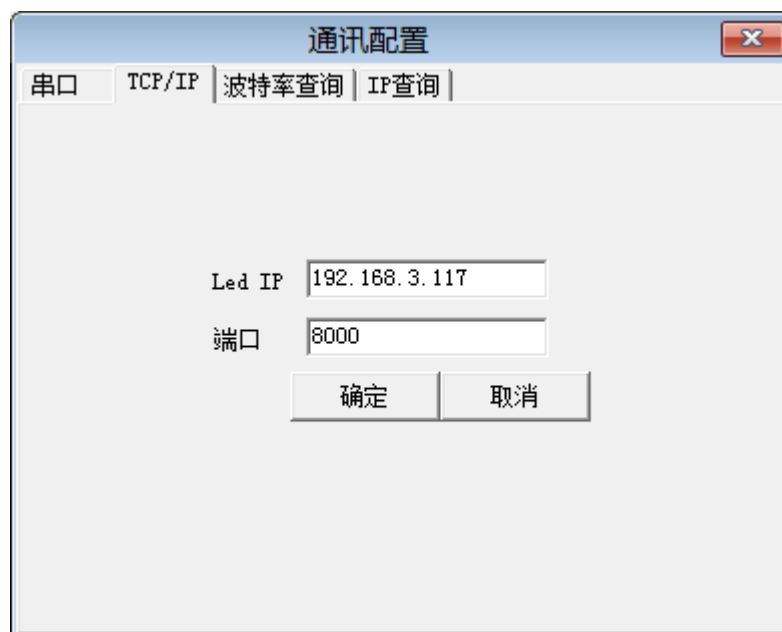 通讯配置
串口 TCP/IP 波特率查询 IP查询
Led IP 192.168.3.117
端口 8000
确定 取消